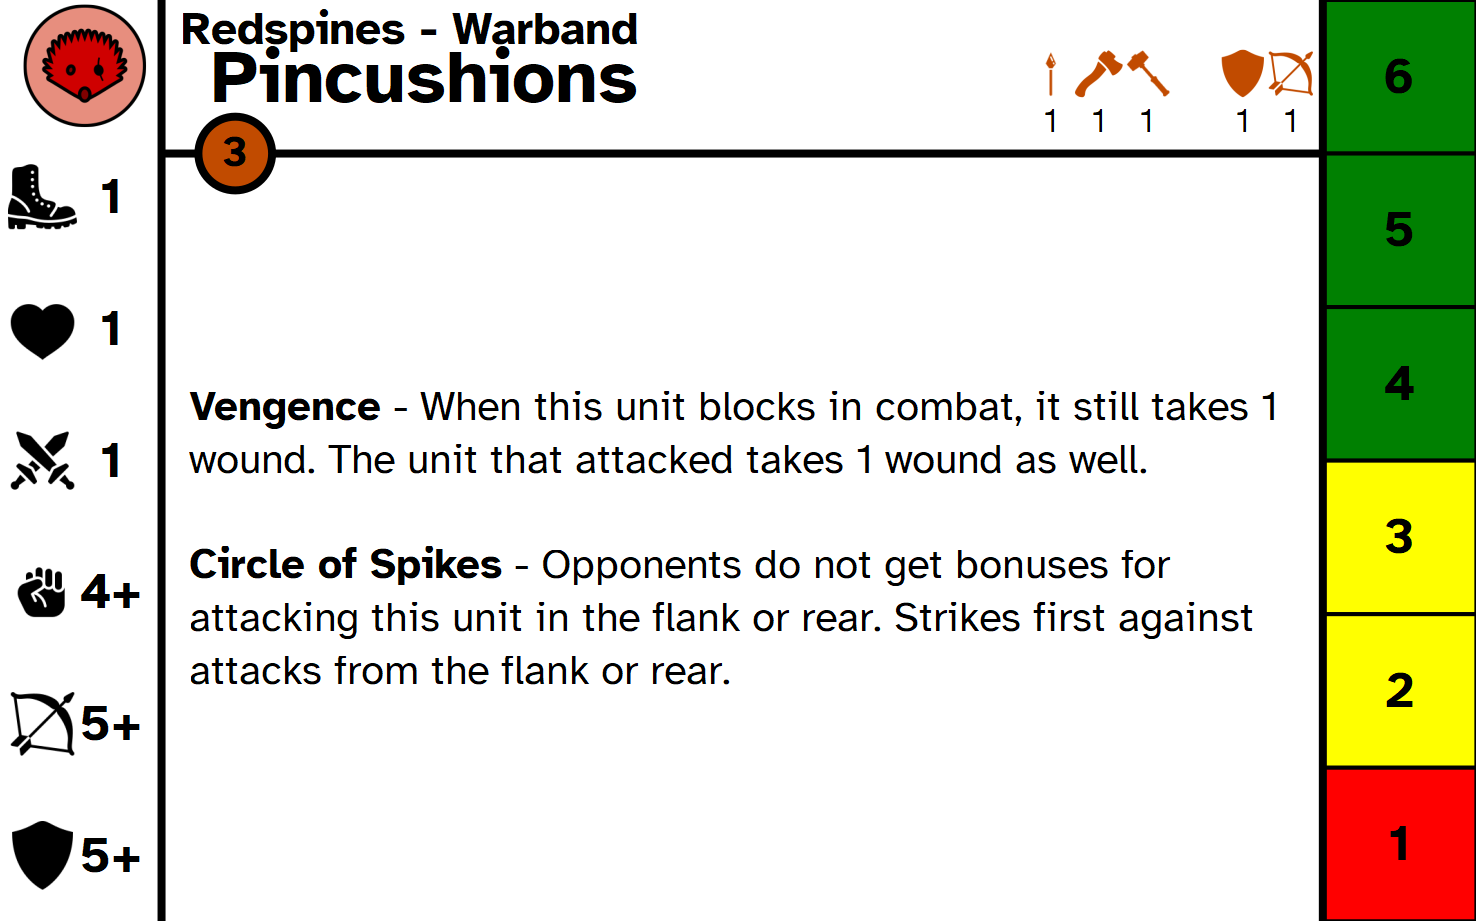 Redspines - Warband
Pincushions
1 1 1 1 1
3
1
1
1
4+
5+
5+
Vengence - When this unit blocks in combat, it still takes 1
wound. The unit that attacked takes 1 wound as well.
Circle of Spikes - Opponents do not get bonuses for
attacking this unit in the flank or rear. Strikes first against
attacks from the flank or rear.
6
5
4
3
2
1